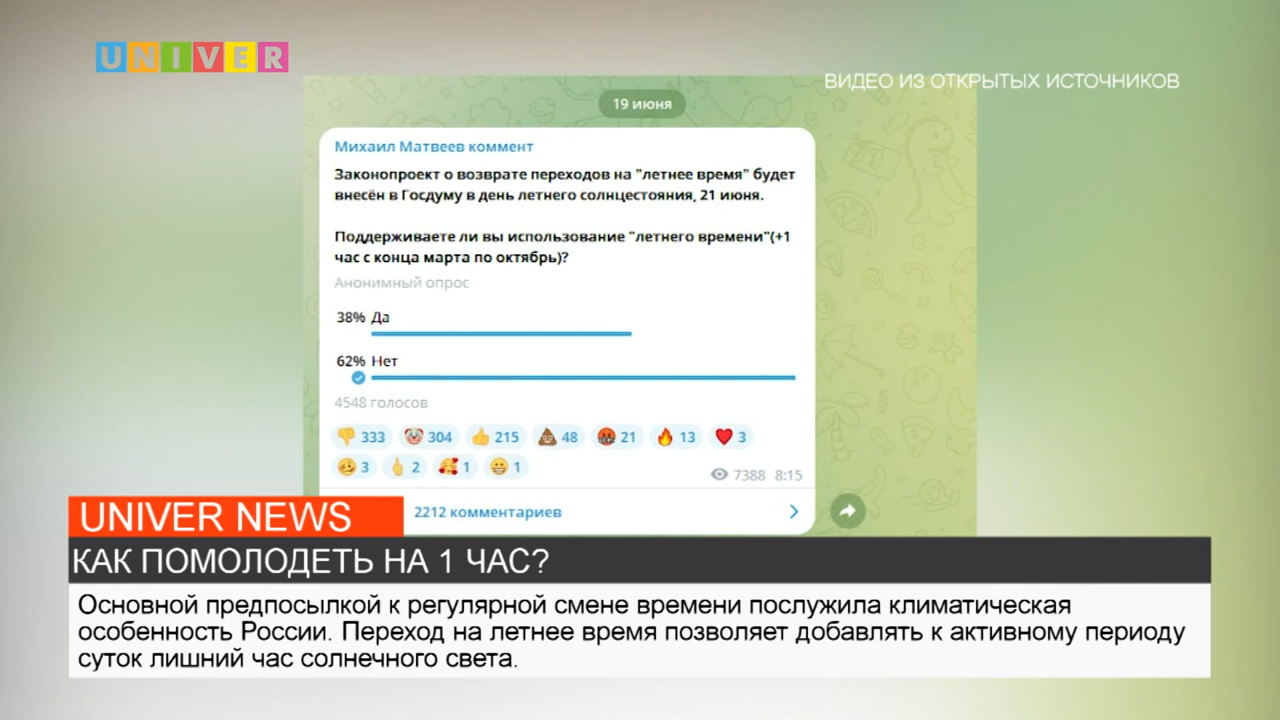 UNIVER
ВИДЕО ИЗ ОТКРЫТЫХ ИСТОЧНИКОВ
19 июня
Михаил Матвеев коммент
Законопроект о возврате переходов на "летнее время" будет
внесён в Госдуму в день летнего солнцестояния, 21 июня.
Поддерживаете ли вы использование "летнего времени"(+1
час с конца марта по октябрь)?
Анонимный опрос
38% Да
62% Нет
4548 голосов
👎 333 🤡 304 👍 215 💩 48 🤬 21 🔥 13 ❤ 3
🥴 3 🖕 2 🥰 1 😁 1
7388 8:15
2212 комментариев
UNIVER NEWS
КАК ПОМОЛОДЕТЬ НА 1 ЧАС?
Основной предпосылкой к регулярной смене времени послужила климатическая
особенность России. Переход на летнее время позволяет добавлять к активному периоду
суток лишний час солнечного света.